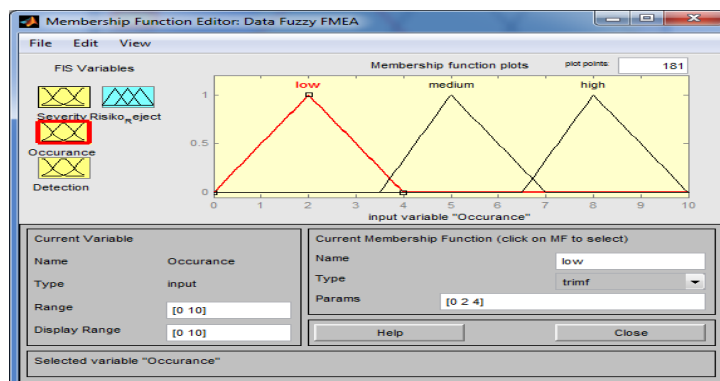 Membership Function Editor: Data Fuzzy FMEA
File Edit View
FIS Variables
Severity Risiko_Reject
Occurance
Detection
Membership function plots
plot points: 181
low medium high
1
0.5
0
0 1 2 3 4 5 6 7 8 9 10
input variable "Occurance"
Current Variable
Name Occurance
Type input
Range [0 10]
Display Range [0 10]
Current Membership Function (click on MF to select)
Name low
Type trimf
Params [0 2 4]
Help Close
Selected variable "Occurance"